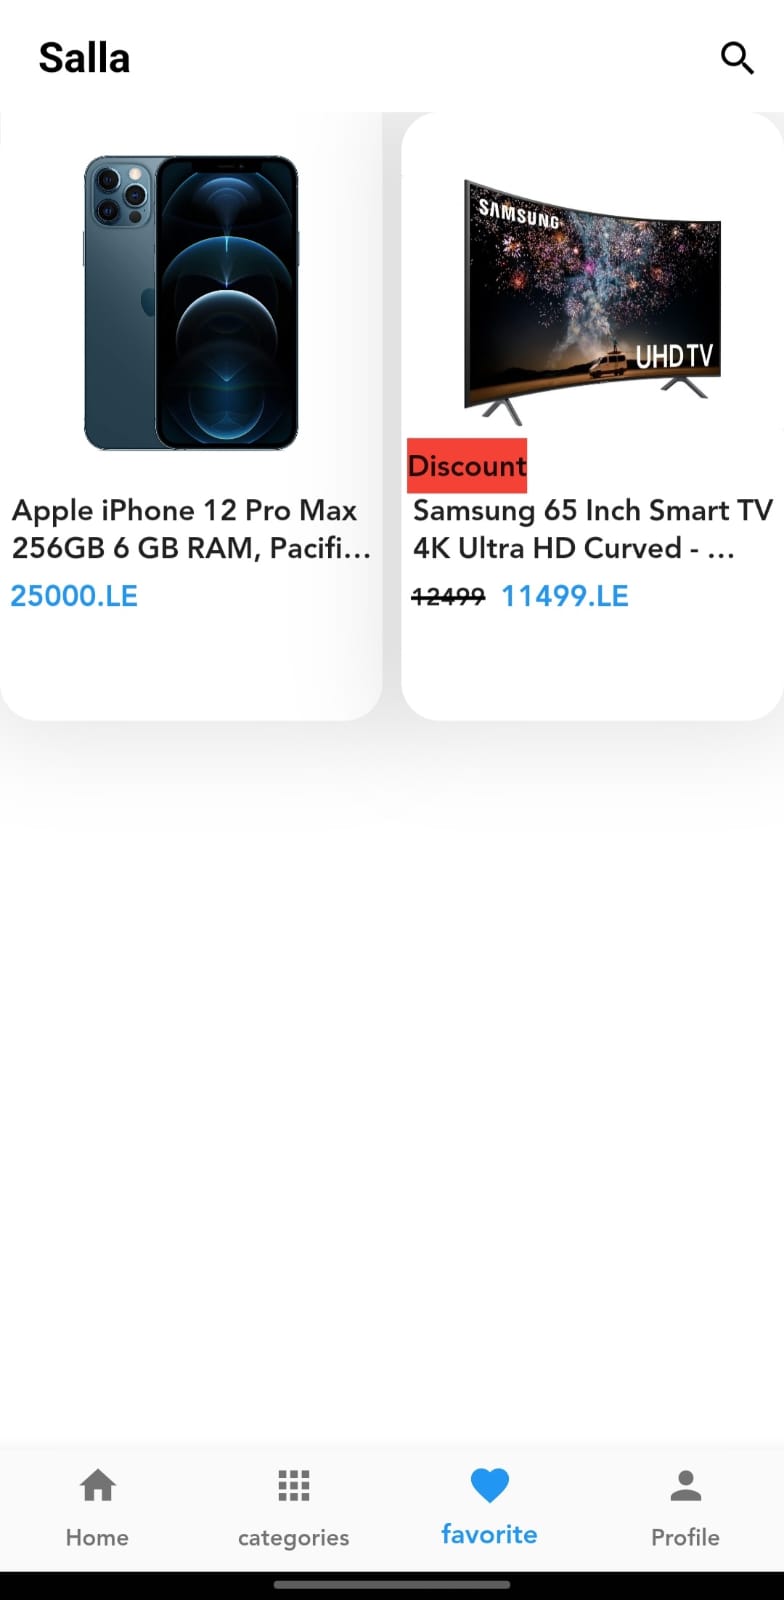 Salla
SAMSUNG
UHD TV
Apple iPhone 12 Pro Max
256GB 6 GB RAM, Pacifi...
25000.LE
Discount
Samsung 65 Inch Smart TV
4K Ultra HD Curved - ...
12499 11499.LE
Home
categories
favorite
Profile